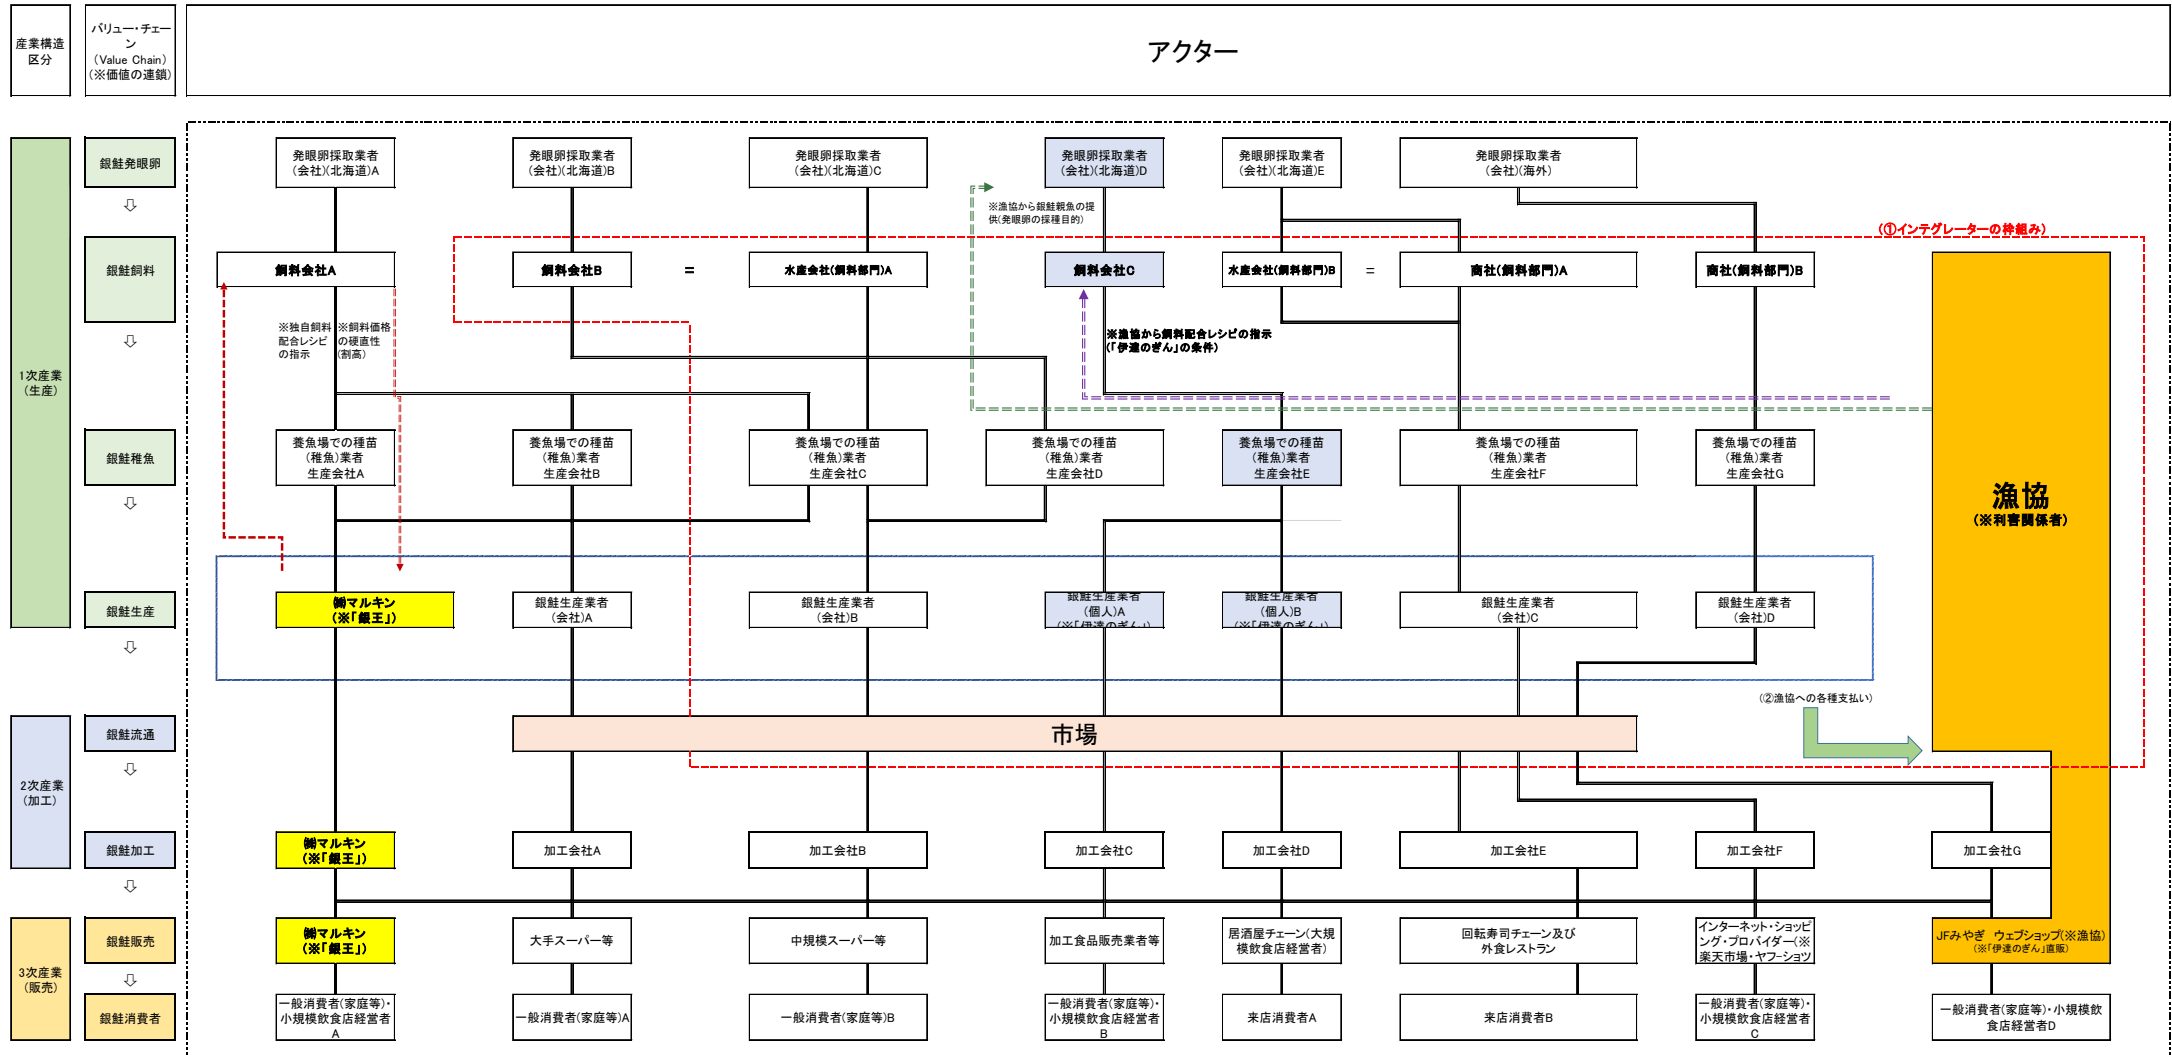 産業構造
区分
バリュー・チェー
ン
(Value Chain)
(※価値の連鎖)
アクター
銀鮭発眼卵
発眼卵採取業者
(会社)(北海道)A
発眼卵採取業者
(会社)(北海道)B
発眼卵採取業者
(会社)(北海道)C
発眼卵採取業者
(会社)(北海道)D
発眼卵採取業者
(会社)(北海道)E
発眼卵採取業者
(会社)(海外)
⇩
※漁協から銀鮭親魚の提
供(発眼卵の採種目的)
(①インテグレーターの枠組み)
1次産業
(生産)
銀鮭飼料
飼料会社A
飼料会社B
=
水産会社(飼料部門)A
飼料会社C
水産会社(飼料部門)B
=
商社(飼料部門)A
商社(飼料部門)B
⇩
※独自飼料
配合レシピ
の指示
※飼料価格
の硬直性
(割高)
※漁協から飼料配合レシピの指示
(「伊達のぎん」の条件)
銀鮭稚魚
養魚場での種苗
(稚魚)業者
生産会社A
養魚場での種苗
(稚魚)業者
生産会社B
養魚場での種苗
(稚魚)業者
生産会社C
養魚場での種苗
(稚魚)業者
生産会社D
養魚場での種苗
(稚魚)業者
生産会社E
養魚場での種苗
(稚魚)業者
生産会社F
養魚場での種苗
(稚魚)業者
生産会社G
漁協
(※利害関係者)
⇩
銀鮭生産
㈱マルキン
(※「銀王」)
銀鮭生産業者
(会社)A
銀鮭生産業者
(会社)B
銀鮭生産業者
(個人)A
(※「伊達のぎん」)
銀鮭生産業者
(個人)B
(※「伊達のぎん」)
銀鮭生産業者
(会社)C
銀鮭生産業者
(会社)D
⇩
(②漁協への各種支払い)
2次産業
(加工)
銀鮭流通
市場
⇩
銀鮭加工
㈱マルキン
(※「銀王」)
加工会社A
加工会社B
加工会社C
加工会社D
加工会社E
加工会社F
加工会社G
⇩
3次産業
(販売)
銀鮭販売
㈱マルキン
(※「銀王」)
大手スーパー等
中規模スーパー等
加工食品販売業者等
居酒屋チェーン(大規
模飲食店経営者)
回転寿司チェーン及び
外食レストラン
インターネット・ショッピ
ング・プロバイダー(※
楽天市場・ヤフーショッ
JFみやぎ ウェブショップ(※漁協)
(※「伊達のぎん」直販)
⇩
銀鮭消費者
一般消費者(家庭等)・
小規模飲食店経営者
A
一般消費者(家庭等)A
一般消費者(家庭等)B
一般消費者(家庭等)・
小規模飲食店経営者
B
来店消費者A
来店消費者B
一般消費者(家庭等)・
小規模飲食店経営者
C
一般消費者(家庭等)・小規模飲
食店経営者D